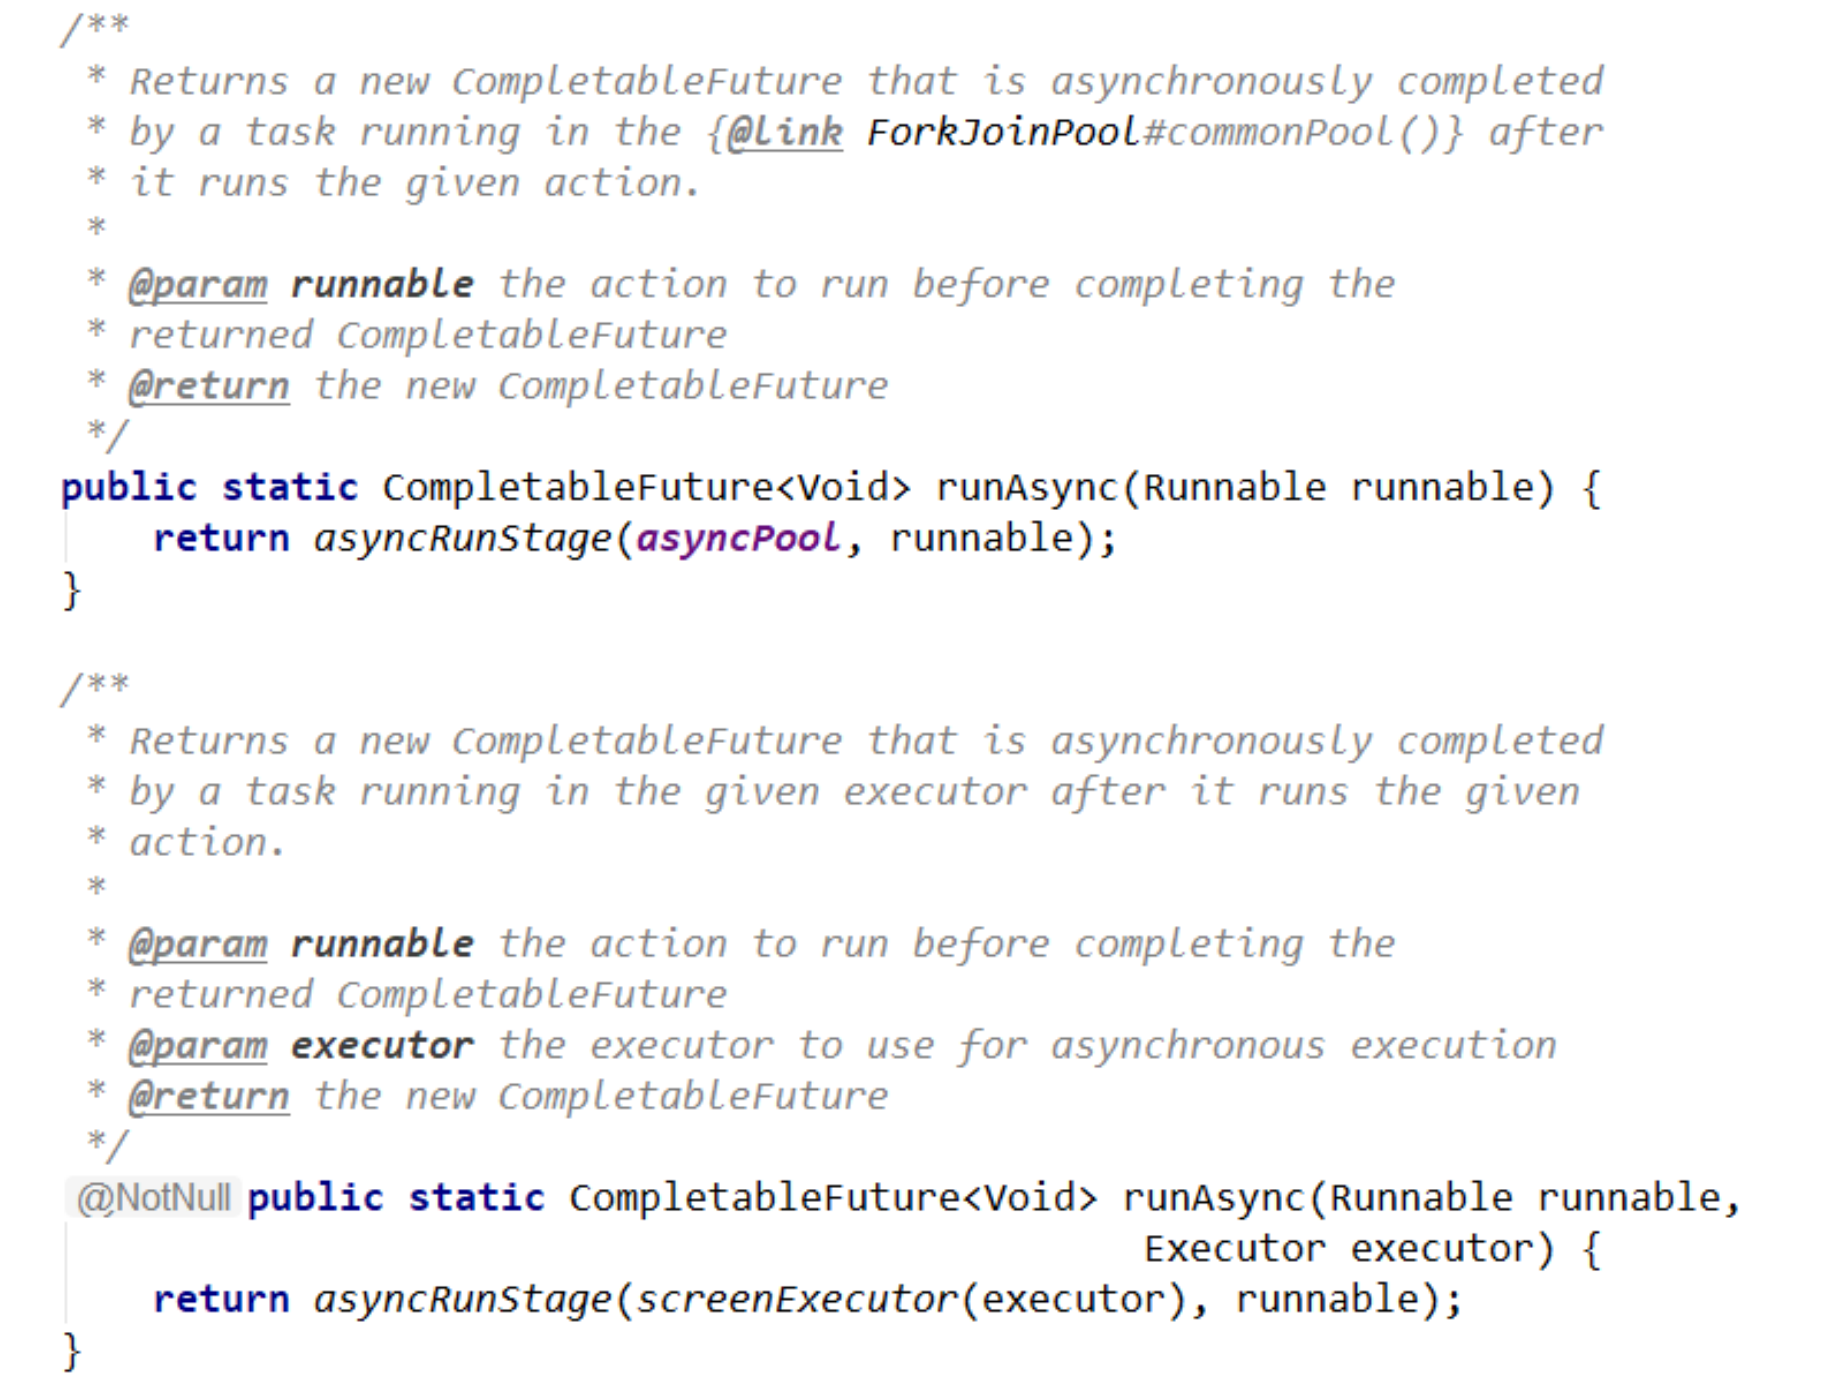 /**
 * Returns a new CompletableFuture that is asynchronously completed
 * by a task running in the {@link ForkJoinPool#commonPool()} after
 * it runs the given action.
 *
 * @param runnable the action to run before completing the
 * returned CompletableFuture
 * @return the new CompletableFuture
 */
public static CompletableFuture<Void> runAsync(Runnable runnable) {
    return asyncRunStage(asyncPool, runnable);
}

/**
 * Returns a new CompletableFuture that is asynchronously completed
 * by a task running in the given executor after it runs the given
 * action.
 *
 * @param runnable the action to run before completing the
 * returned CompletableFuture
 * @param executor the executor to use for asynchronous execution
 * @return the new CompletableFuture
 */
@NotNull public static CompletableFuture<Void> runAsync(Runnable runnable,
                                               Executor executor) {
    return asyncRunStage(screenExecutor(executor), runnable);
}